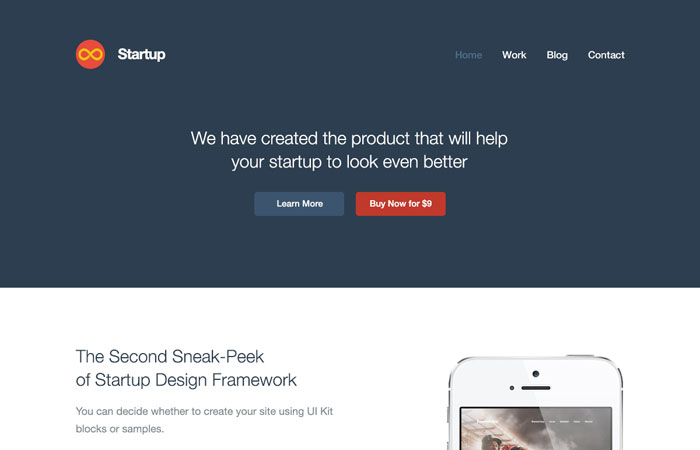 Startup
Home Work Blog Contact
We have created the product that will help
your startup to look even better
Learn More
Buy Now for $9
The Second Sneak-Peek
of Startup Design Framework
You can decide whether to create your site using UI Kit
blocks or samples.